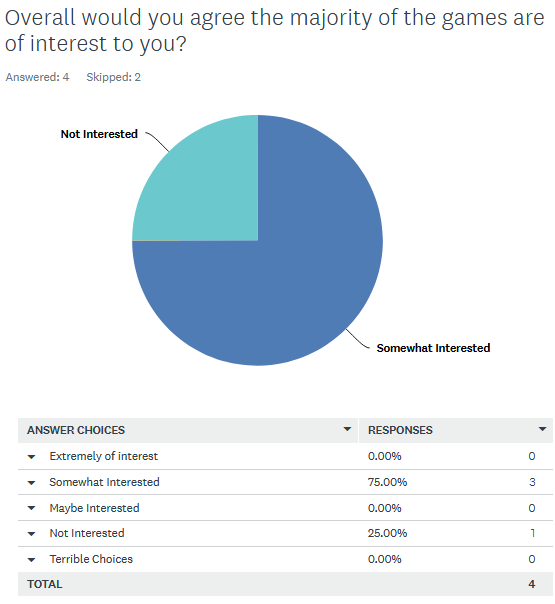 Overall would you agree the majority of the games are
of interest to you?
Answered: 4 Skipped: 2
Not Interested
Somewhat Interested
ANSWER CHOICES RESPONSES
Extremely of interest 0.00% 0
Somewhat Interested 75.00% 3
Maybe Interested 0.00% 0
Not Interested 25.00% 1
Terrible Choices 0.00% 0
TOTAL 4